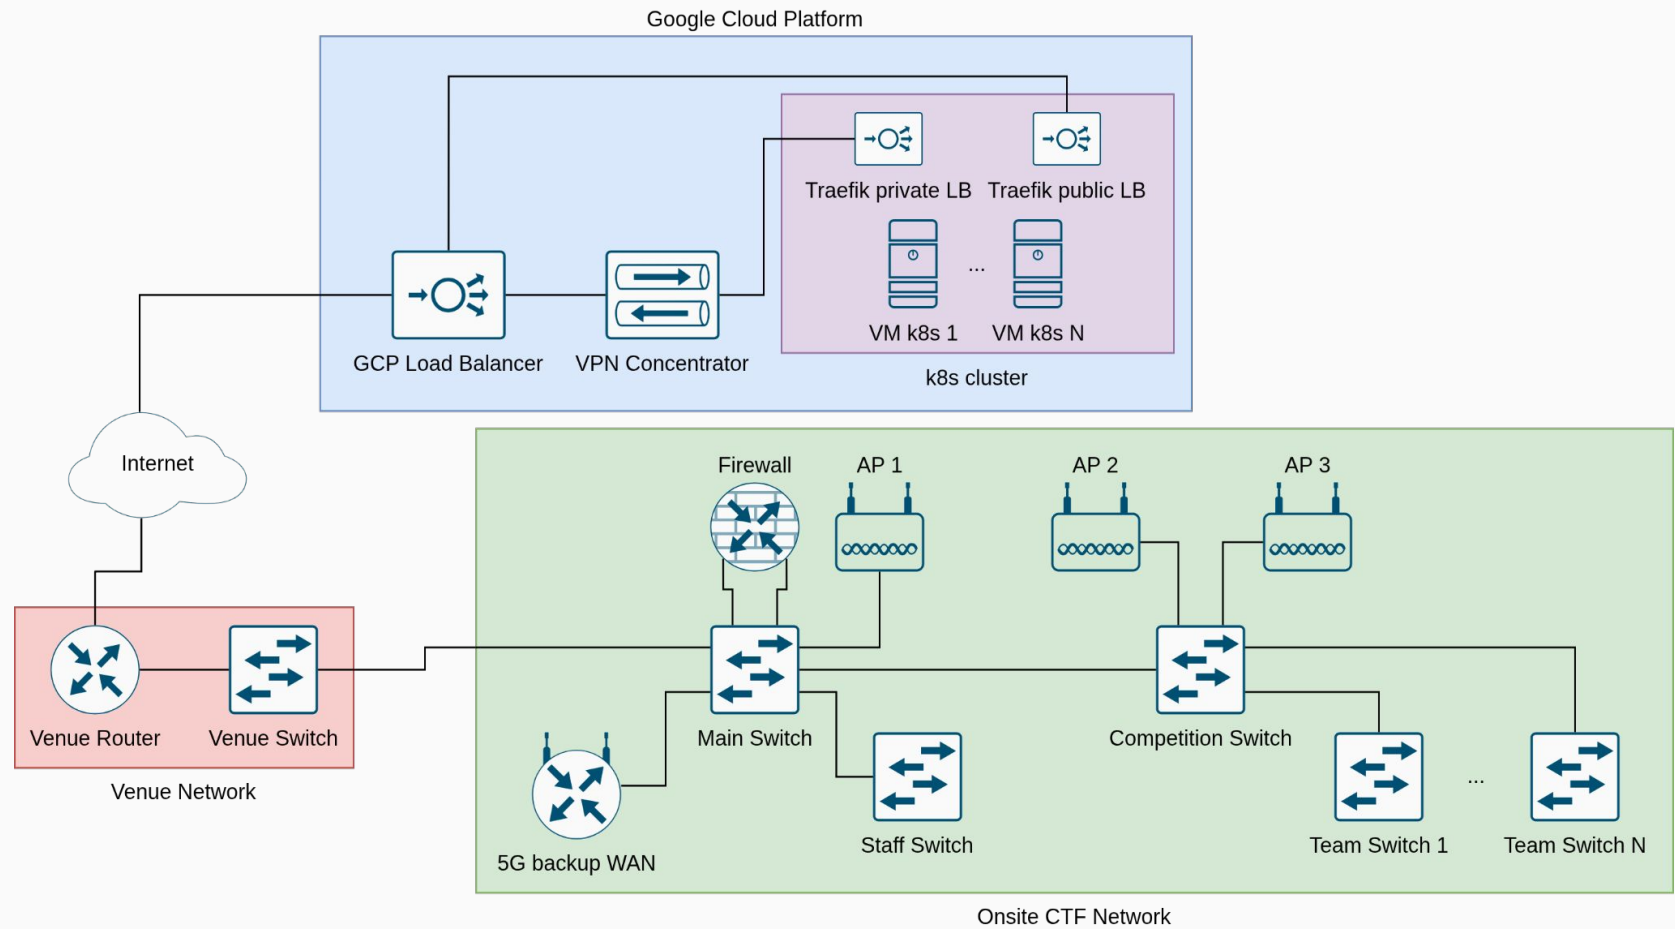 Google Cloud Platform
Traefik private LB
Traefik public LB
...
VM k8s 1
VM k8s N
GCP Load Balancer
VPN Concentrator
k8s cluster
Internet
Firewall
AP 1
AP 2
AP 3
Venue Router
Venue Switch
Main Switch
Competition Switch
Venue Network
...
5G backup WAN
Staff Switch
Team Switch 1
Team Switch N
Onsite CTF Network